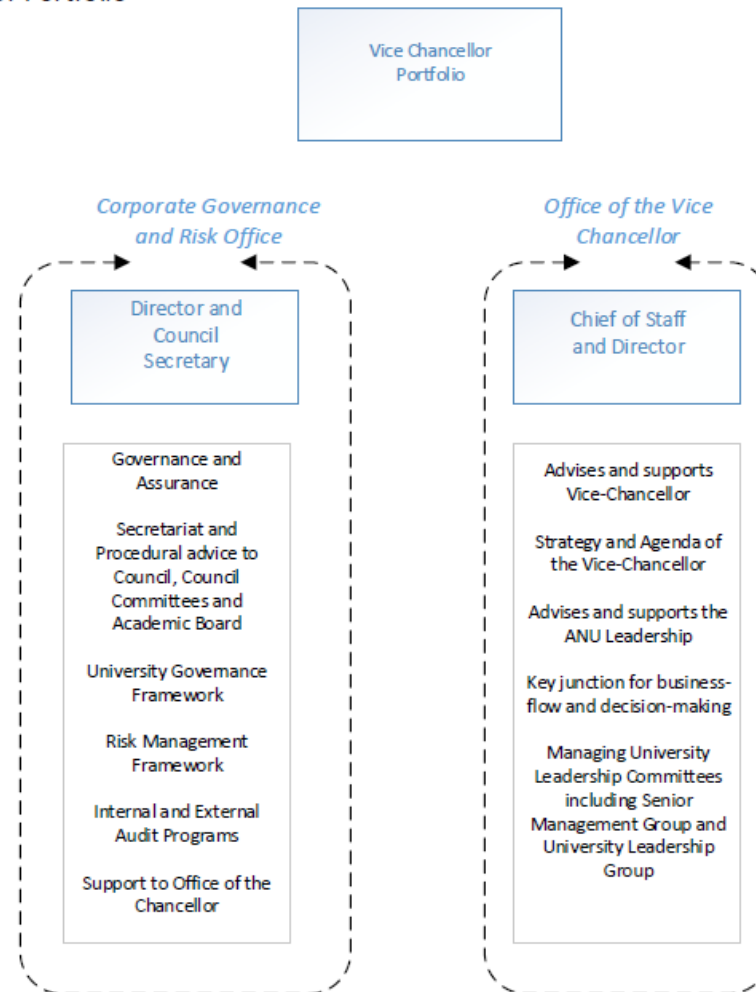 Portfolio
Vice Chancellor
Portfolio
Corporate Governance
and Risk Office
Director and
Council
Secretary
Governance and
Assurance
Secretariat and
Procedural advice to
Council, Council
Committees and
Academic Board
University Governance
Framework
Risk Management
Framework
Internal and External
Audit Programs
Support to Office of the
Chancellor
Office of the Vice
Chancellor
Chief of Staff
and Director
Advises and supports
Vice-Chancellor
Strategy and Agenda of
the Vice-Chancellor
Advises and supports the
ANU Leadership
Key junction for business-
flow and decision-making
Managing University
Leadership Committees
including Senior
Management Group and
University Leadership
Group